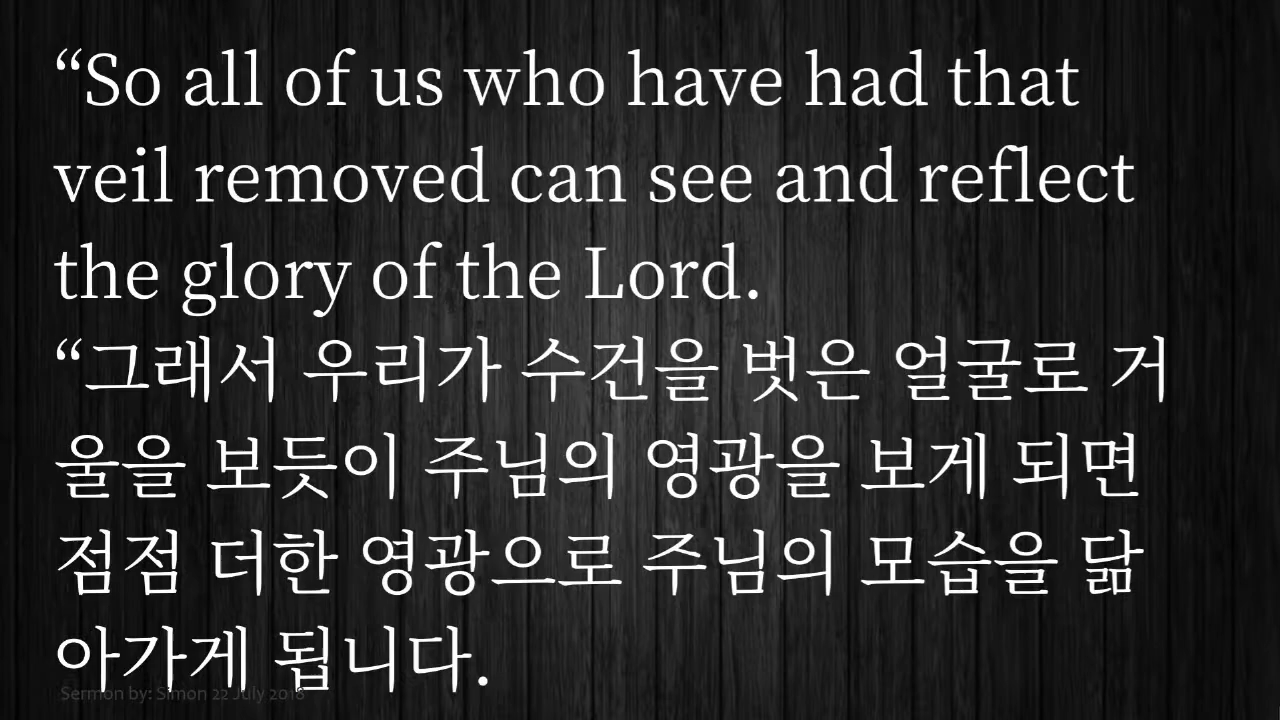 “So all of us who have had that
veil removed can see and reflect
the glory of the Lord.
“그래서 우리가 수건을 벗은 얼굴로 거
울을 보듯이 주님의 영광을 보게 되면
점점 더한 영광으로 주님의 모습을 닮
아가게 됩니다.
Sermon by: Simon 22 July 2018